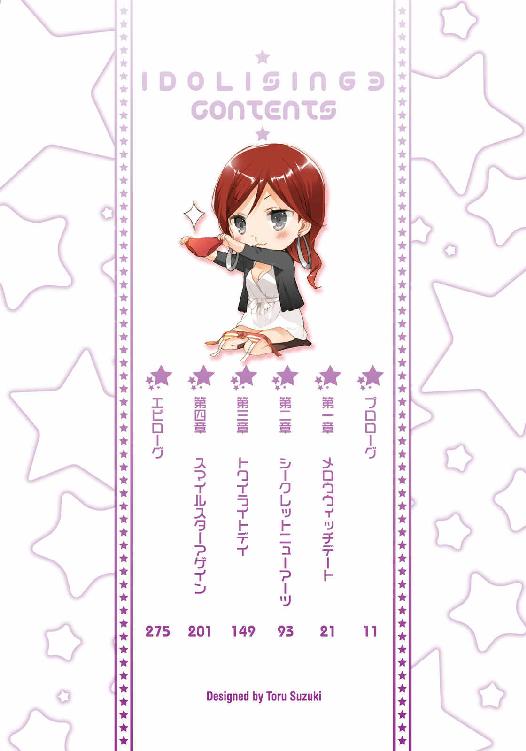 IDOLISING3
CONTENTS
プロローグ 11
第一章 メロウウィッチデート 21
第二章 シークレットニューアーツ 93
第三章 トワイライトデイ 149
第四章 スマイルスターアゲイン 201
エピローグ 275
Designed by Toru Suzuki